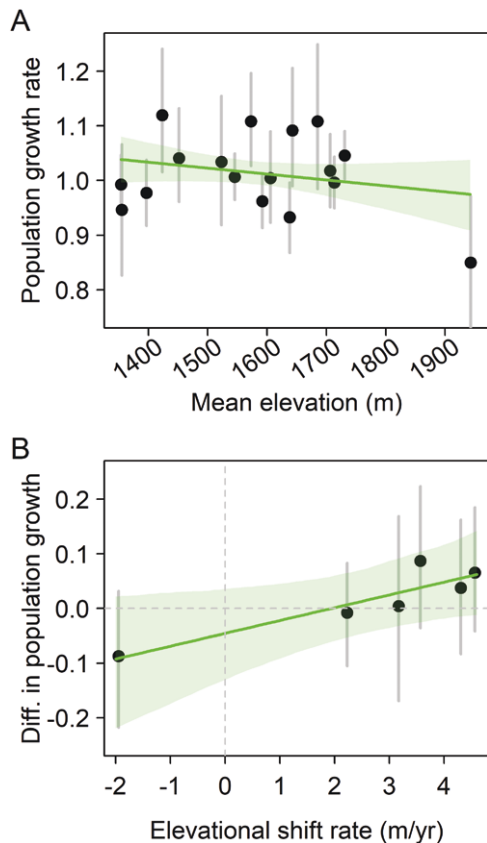 A
Population growth rate
1.2
1.1
1.0
0.9
0.8
1400 1500 1600 1700 1800 1900
Mean elevation (m)
B
Diff. in population growth
0.2
0.1
0.0
-0.1
-0.2
-2 -1 0 1 2 3 4
Elevational shift rate (m/yr)